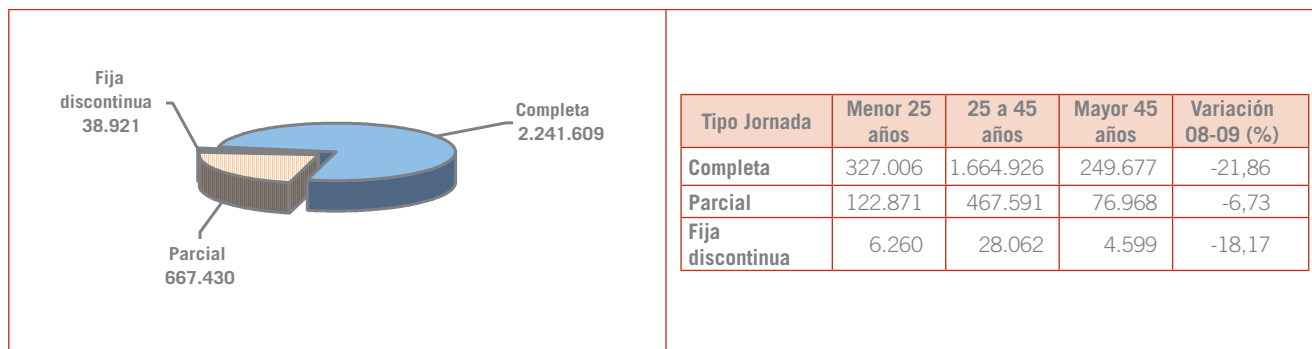 Fija
discontinua
38.921
Completa
2.241.609
Parcial
667.430
Tipo Jornada Menor 25 años 25 a 45 años Mayor 45 años Variación 08-09 (%)
Completa 327.006 1.664.926 249.677 -21,86
Parcial 122.871 467.591 76.968 -6,73
Fija discontinua 6.260 28.062 4.599 -18,17